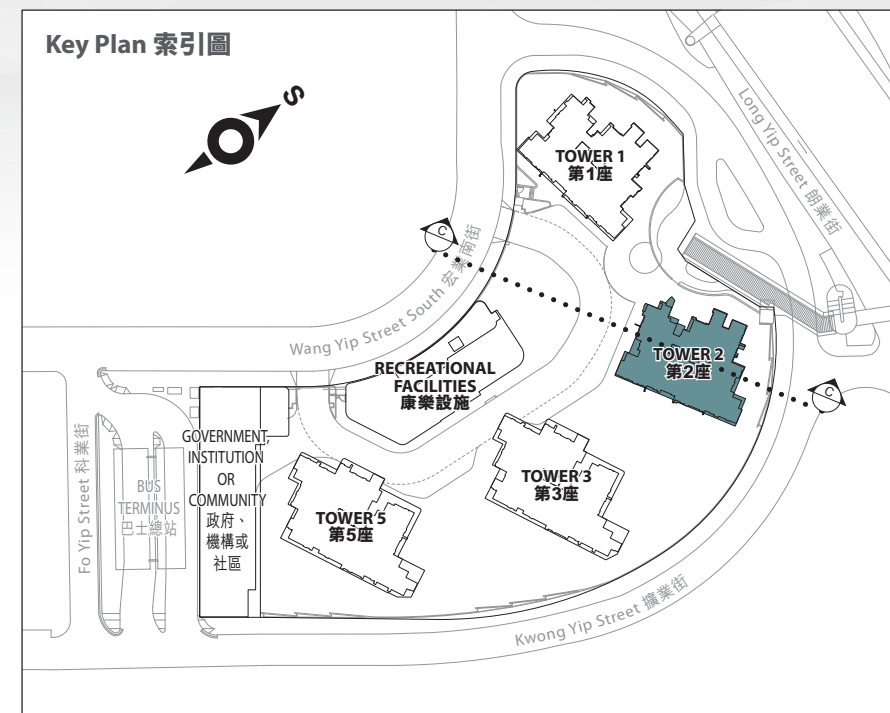 Key Plan 索引圖
S
TOWER 1
第1座
Long Yip Street 朗業街
C
Wang Yip Street South 宏業南街
TOWER 2
第2座
RECREATIONAL
FACILITIES
康樂設施
C
Fo Yip Street 科業街
BUS
TERMINUS
巴士總站
GOVERNMENT,
INSTITUTION
OR
COMMUNITY
政府、
機構或
社區
TOWER 3
第3座
TOWER 5
第5座
Kwong Yip Street 擴業街